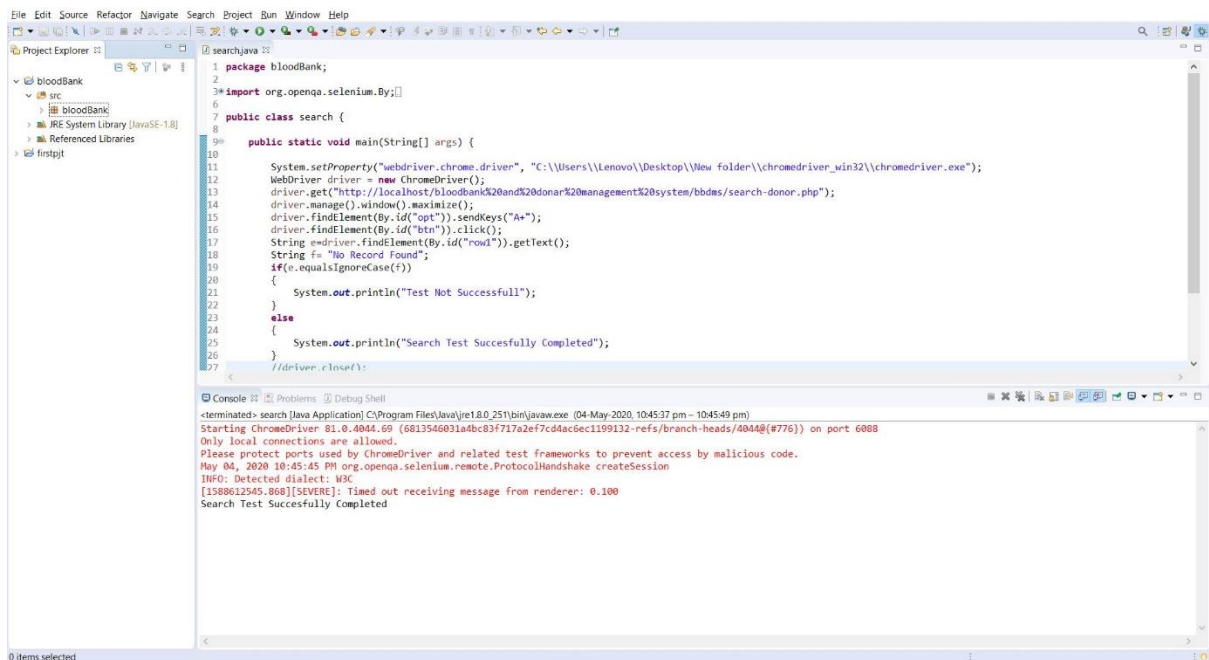 File Edit Source Refactor Navigate Search Project Run Window Help
Project Explorer
bloodBank
src
bloodBank
JRE System Library [JavaSE-1.8]
Referenced Libraries
firstpjt
search.java
1 package bloodBank;
2
3 import org.openqa.selenium.By;
6
7 public class search {
8
9 public static void main(String[] args) {
10
11 System.setProperty("webdriver.chrome.driver", "C:\\Users\\Lenovo\\Desktop\\New folder\\chromedriver_win32\\chromedriver.exe");
12 WebDriver driver = new ChromeDriver();
13 driver.get("http://localhost/bloodbank%20and%20donar%20management%20system/bbdms/search-donor.php");
14 driver.manage().window().maximize();
15 driver.findElement(By.id("opt")).sendKeys("A+");
16 driver.findElement(By.id("btn")).click();
17 String e=driver.findElement(By.id("row1")).getText();
18 String f= "No Record Found";
19 if(e.equalsIgnoreCase(f))
20 {
21 System.out.println("Test Not Successfull");
22 }
23 else
24 {
25 System.out.println("Search Test Succesfully Completed");
26 }
27 //driver.close();
Console Problems Debug Shell
<terminated> search [Java Application] C:\Program Files\Java\jre1.8.0_251\bin\javaw.exe (04-May-2020, 10:45:37 pm – 10:45:49 pm)
Starting ChromeDriver 81.0.4044.69 (6813546031a4bc83f717a2ef7cd4ac6ec1199132-refs/branch-heads/4044@{#776}) on port 6088
Only local connections are allowed.
Please protect ports used by ChromeDriver and related test frameworks to prevent access by malicious code.
May 04, 2020 10:45:45 PM org.openqa.selenium.remote.ProtocolHandshake createSession
INFO: Detected dialect: W3C
[1588612545.868][SEVERE]: Timed out receiving message from renderer: 0.100
Search Test Succesfully Completed
0 items selected